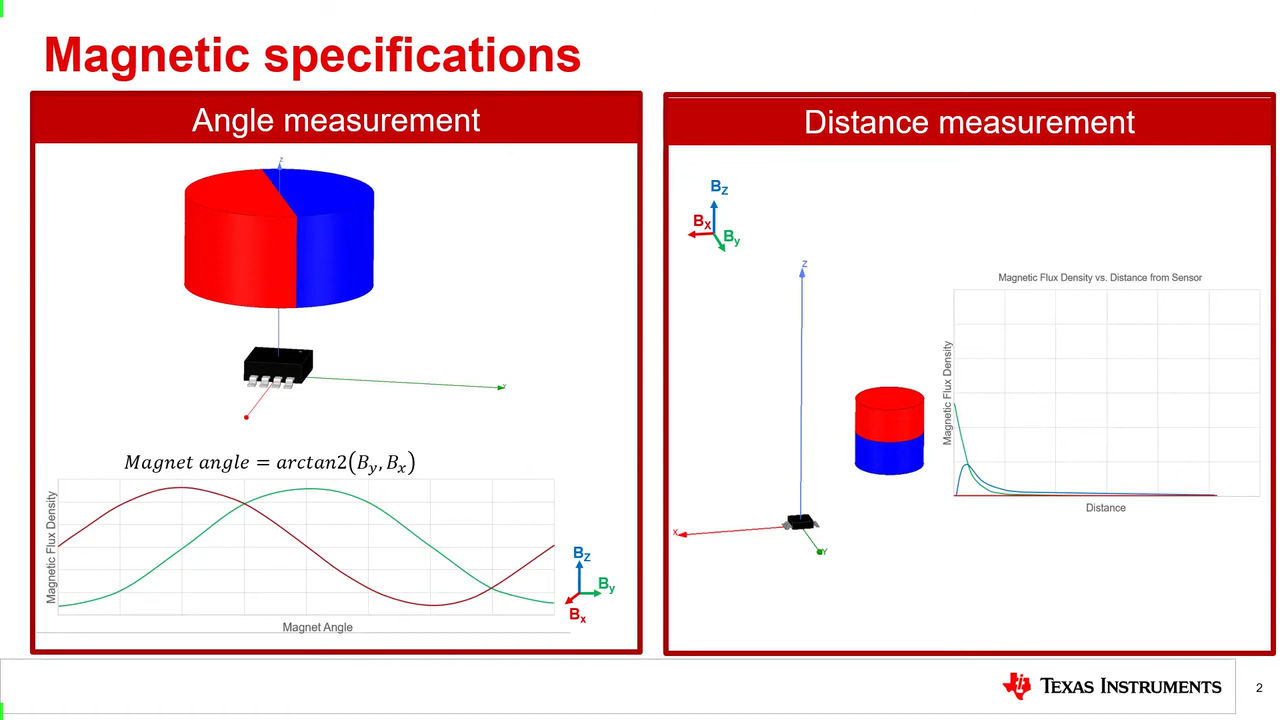 Magnetic specifications
Angle measurement
z
Y
Magnet angle = arctan2(By, Bx)
Magnetic Flux Density
Magnet Angle
BZ
By
Bx
Distance measurement
BZ
BX
By
Z
X
Y
Magnetic Flux Density vs. Distance from Sensor
Magnetic Flux Density
Distance
TEXAS INSTRUMENTS
2